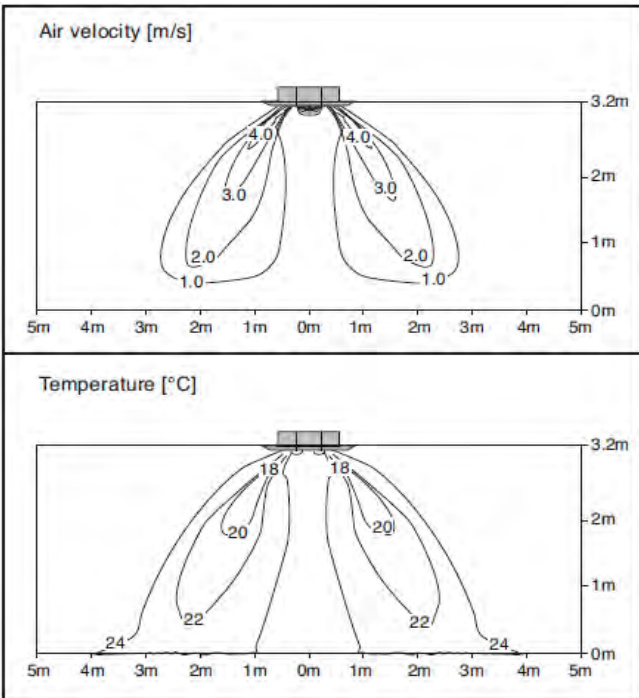 Air velocity [m/s]
3.2m
4.0 4.0
2m
3.0 3.0
1m
2.0 2.0
1.0 1.0
0m
5m 4m 3m 2m 1m 0m 1m 2m 3m 4m 5m
Temperature [°C]
3.2m
18 18
2m
20 20
1m
22 22
24 24
0m
5m 4m 3m 2m 1m 0m 1m 2m 3m 4m 5m